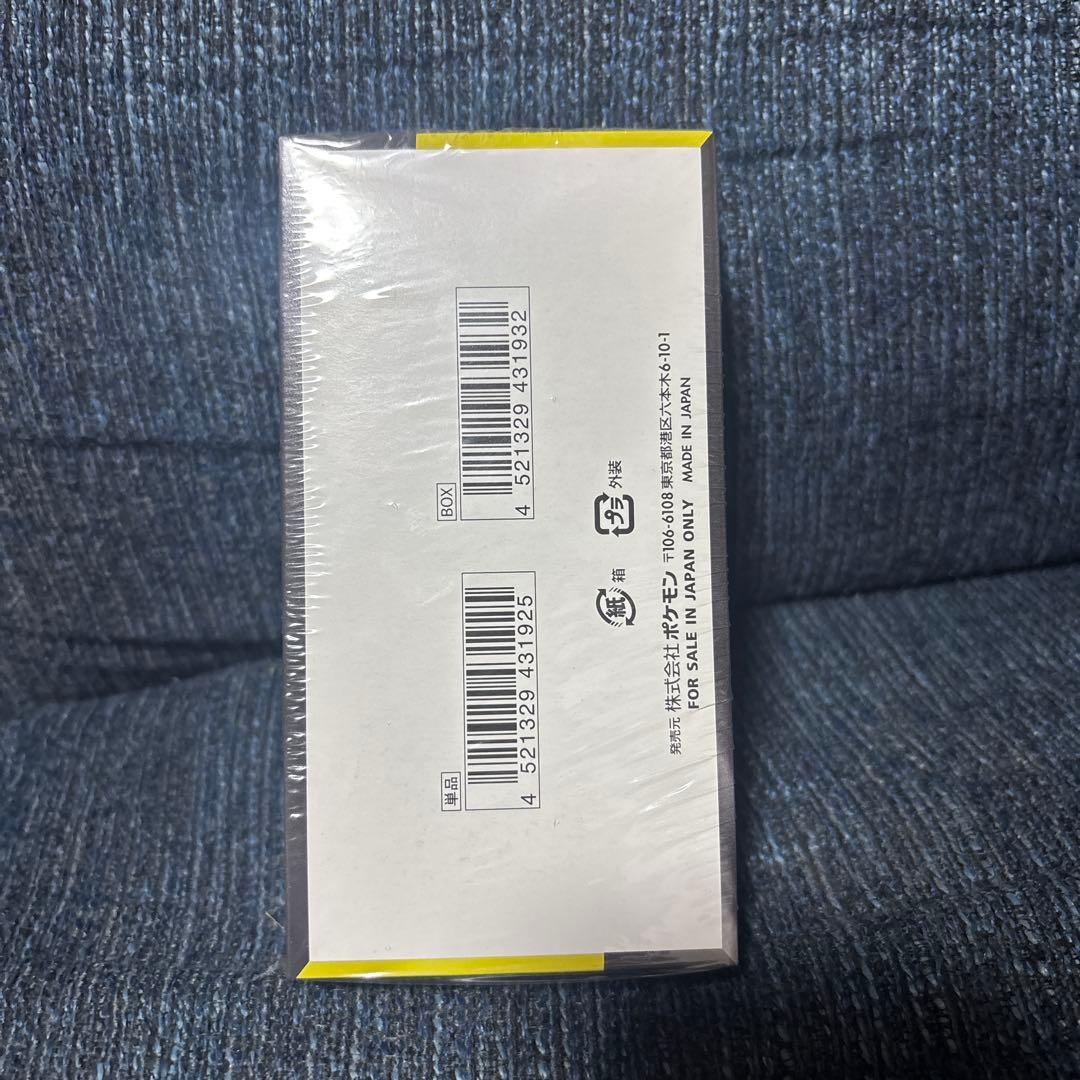 単品
4 521329 431925
BOX
4 521329 431932
紙 箱
プラ 外装
発売元 株式会社ポケモン 〒106-6108 東京都港区六本木6-10-1
FOR SALE IN JAPAN ONLY MADE IN JAPAN